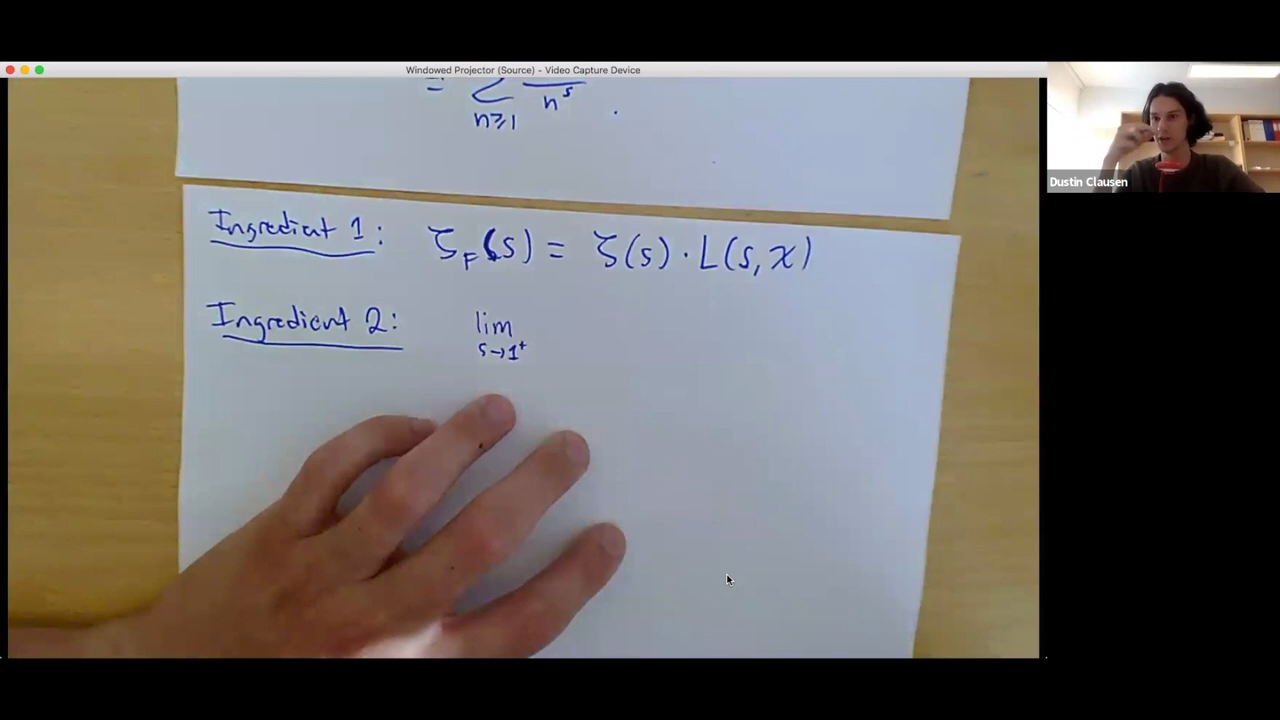 Windowed Projector (Source) - Video Capture Device
= ∑ n^s .
n≥1
Dustin Clausen
Ingredient 1: ζ_F(s) = ζ(s) · L(s, χ)
Ingredient 2: lim
s→1⁺